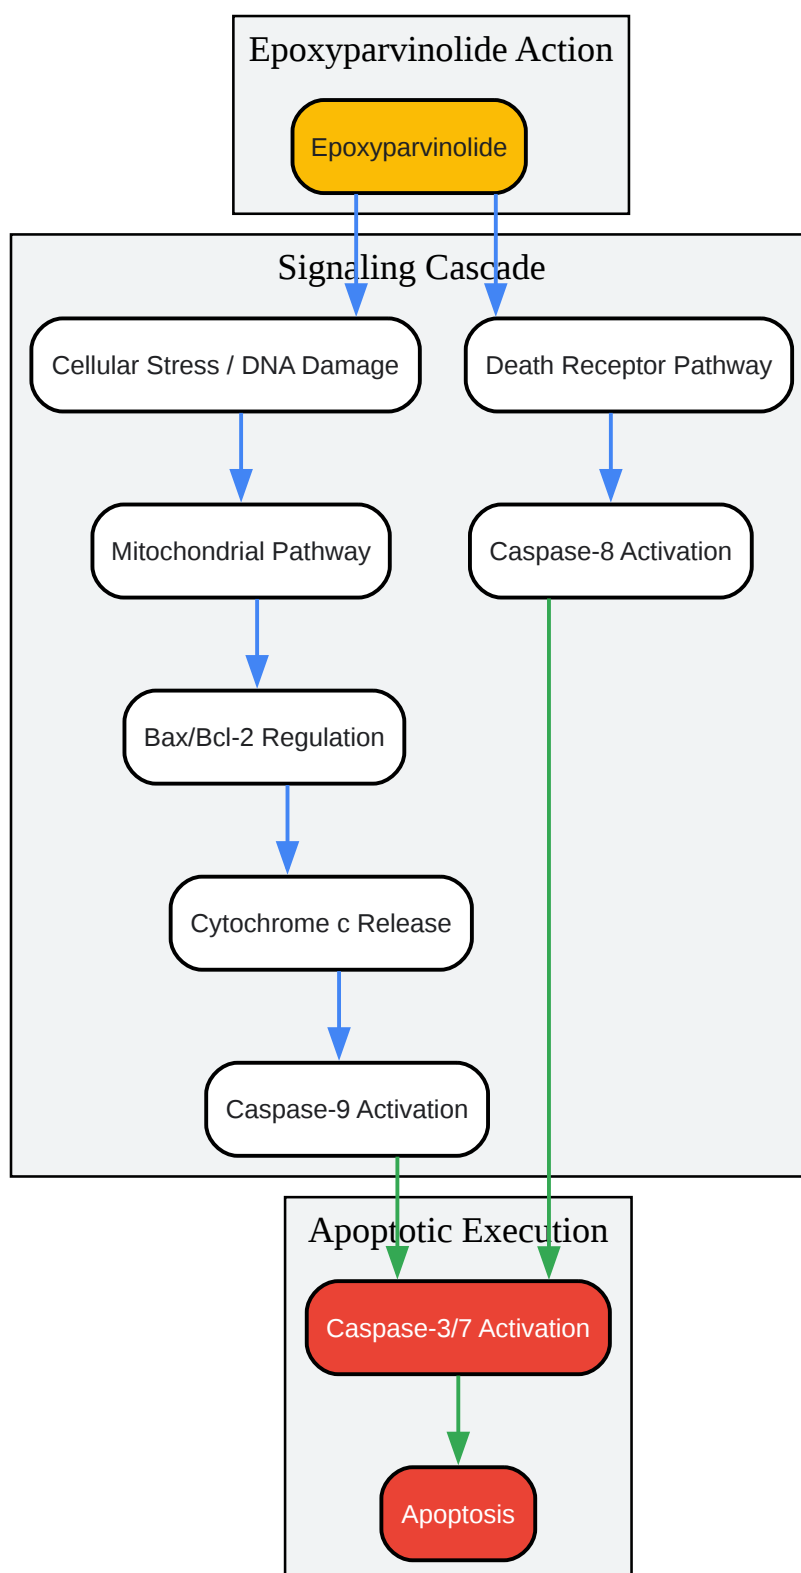 Epoxyparvinolide Action
Epoxyparvinolide
Signaling Cascade
Cellular Stress / DNA Damage
Death Receptor Pathway
Mitochondrial Pathway
Caspase-8 Activation
Bax/Bcl-2 Regulation
Cytochrome c Release
Caspase-9 Activation
Apoptotic Execution
Caspase-3/7 Activation
Apoptosis